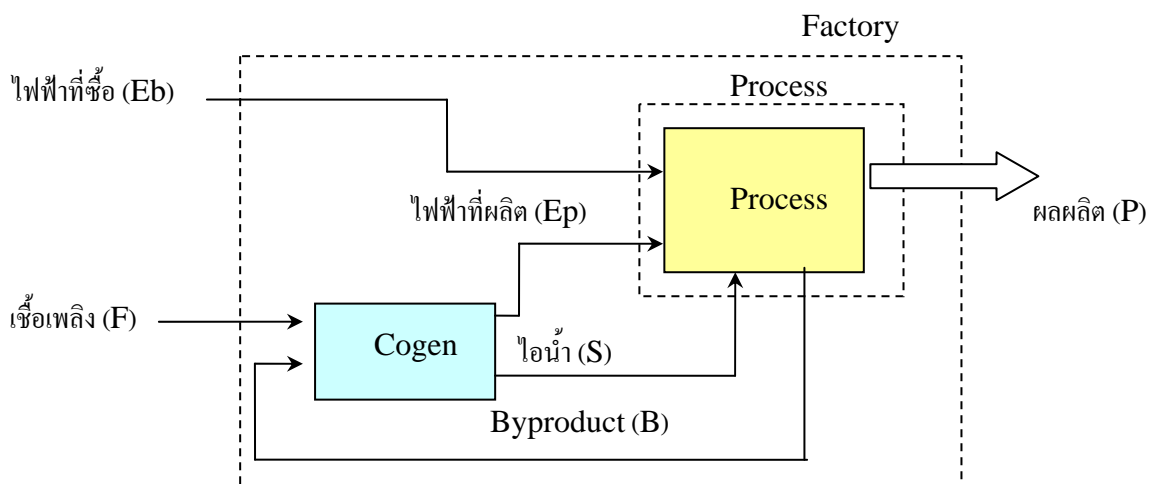 Factory
ไฟฟ้าที่ซื้อ (Eb)
Process
Process
ไฟฟ้าที่ผลิต (Ep)
ผลผลิต (P)
เชื้อเพลิง (F)
Cogen
ไอน้ำ (S)
Byproduct (B)